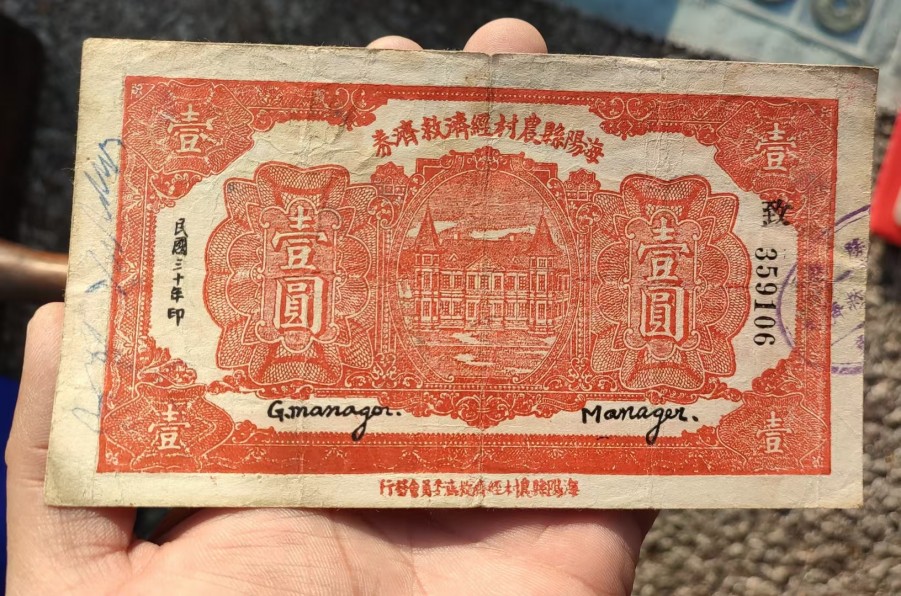 海陽縣農村經濟救濟券
壹
壹
壹圓
壹圓
民國三十年印
致 359106
G.manager.
Manager.
壹
壹
海陽縣農村經濟救濟委員會發行